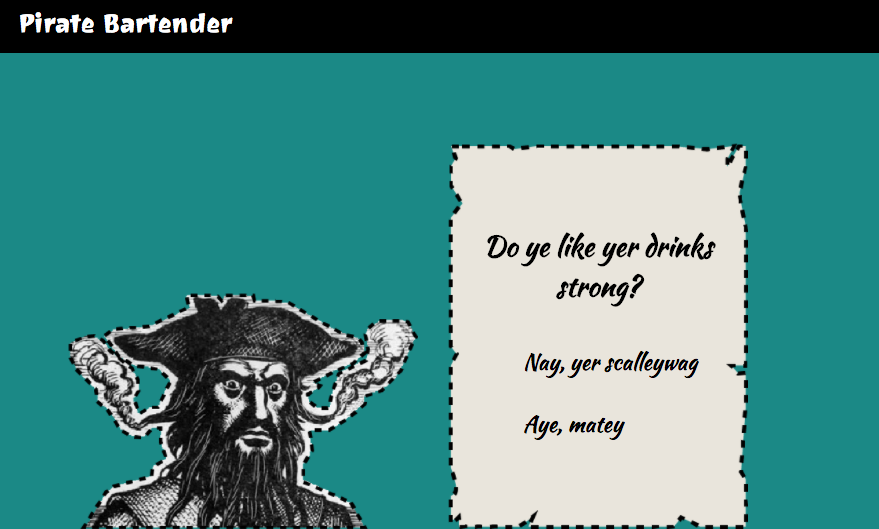 Pirate Bartender
Do ye like yer drinks
strong?
Nay, yer scalleywag
Aye, matey